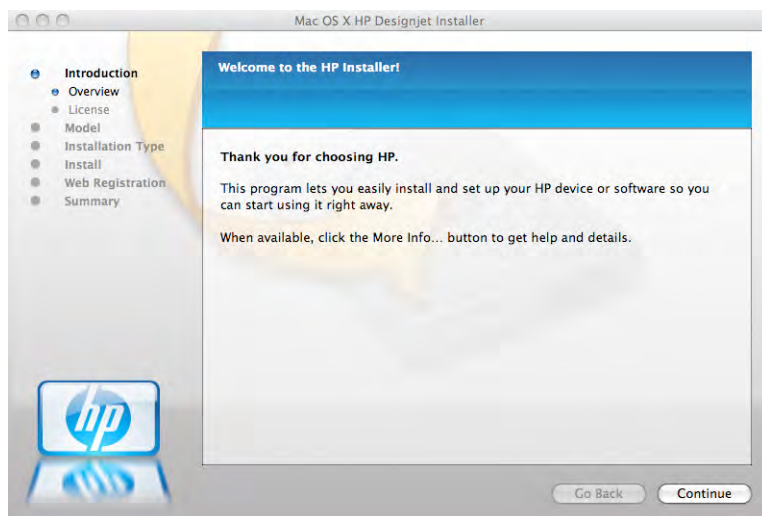 Mac OS X HP Designjet Installer
Introduction
Overview
License
Model
Installation Type
Install
Web Registration
Summary
Welcome to the HP Installer!
Thank you for choosing HP.
This program lets you easily install and set up your HP device or software so you
can start using it right away.
When available, click the More Info... button to get help and details.
hp
Go Back
Continue